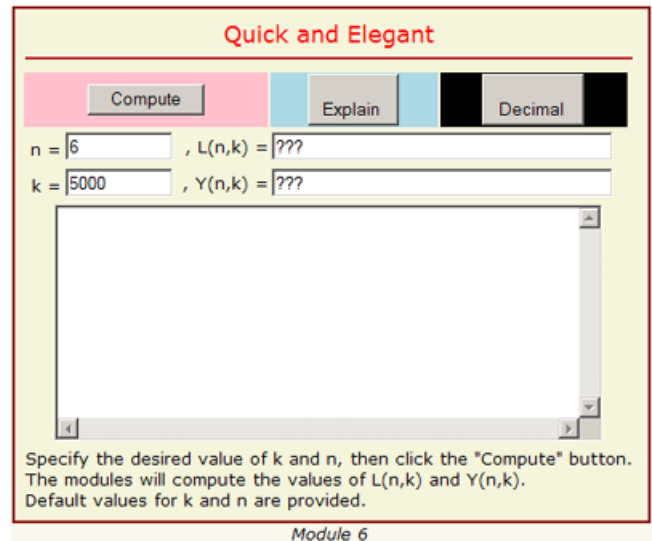 Quick and Elegant
Compute Explain Decimal
n = 6 , L(n,k) = ???
k = 5000 , Y(n,k) = ???
Specify the desired value of k and n, then click the "Compute" button.
The modules will compute the values of L(n,k) and Y(n,k).
Default values for k and n are provided.
Module 6